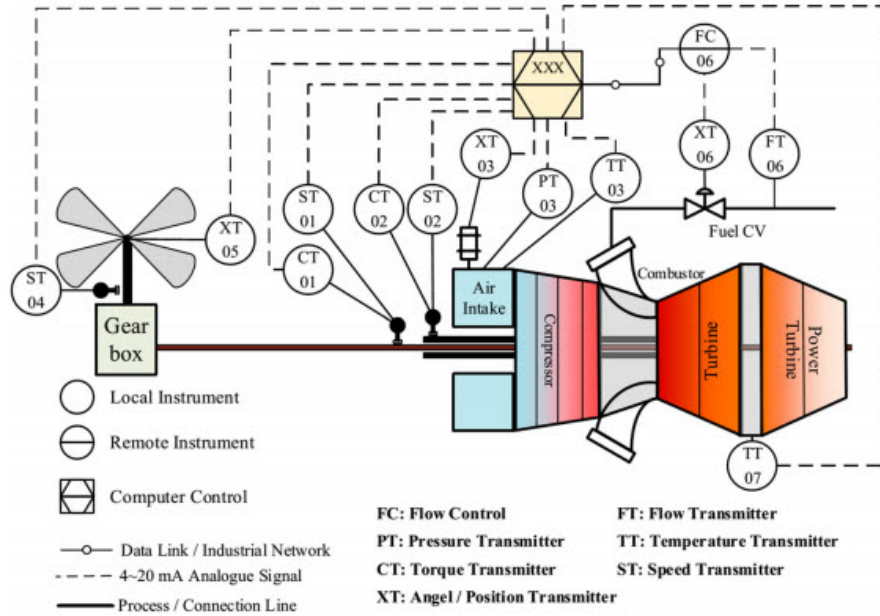 FC
06
XXX
XT
03
XT
06
FT
06
PT
03
TT
03
ST
01
CT
02
ST
02
XT
05
Fuel CV
CT
01
ST
04
Air
Intake
Combustor
Gear
box
Compressor
Turbine
Power
Turbine
TT
07
Local Instrument
Remote Instrument
Computer Control
Data Link / Industrial Network
4~20 mA Analogue Signal
Process / Connection Line
FC: Flow Control
FT: Flow Transmitter
PT: Pressure Transmitter
TT: Temperature Transmitter
CT: Torque Transmitter
ST: Speed Transmitter
XT: Angel / Position Transmitter